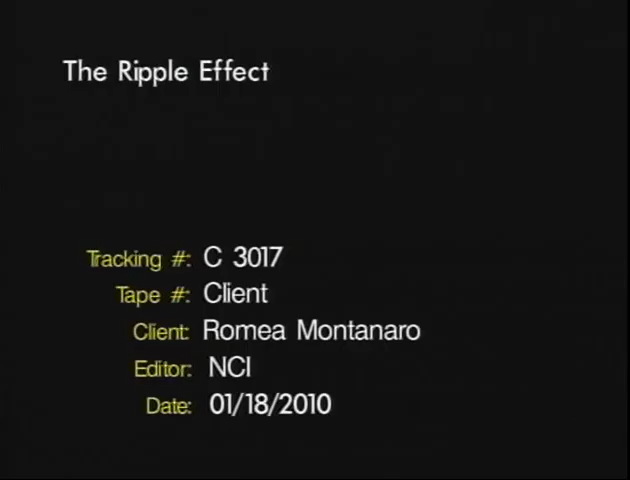 The Ripple Effect
Tracking #: C 3017
Tape #: Client
Client: Romea Montanaro
Editor: NCI
Date: 01/18/2010